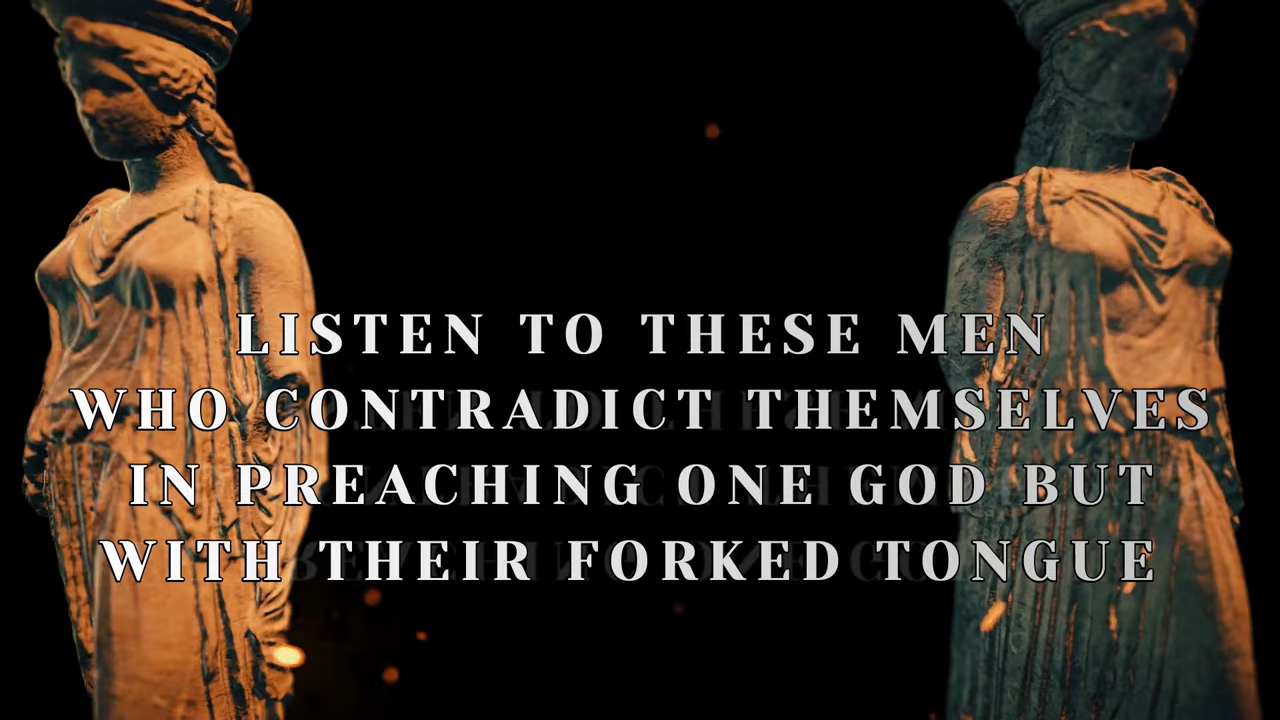 LISTEN TO THESE MEN
WHO CONTRADICT THEMSELVES
IN PREACHING ONE GOD BUT
WITH THEIR FORKED TONGUE